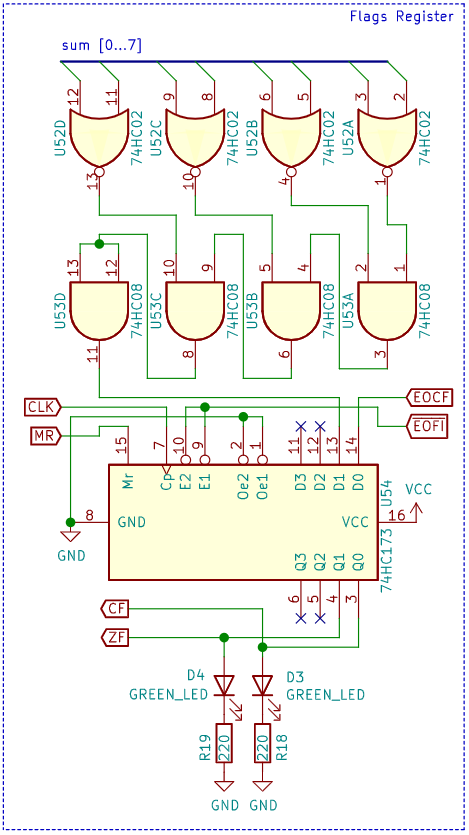 Flags Register
sum [0...7]
12 11 9 8 6 5 3 2
U52D 74HC02 U52C 74HC02 U52B 74HC02 U52A 74HC02
13 10 4 1
13 12 10 9 5 4 2 1
U53D 74HC08 U53C 74HC08 U53B 74HC08 U53A 74HC08
11 8 6 3
EOCF
CLK
EOFI
MR
15 7 10 9 2 1 11 12 13 14
Mr Cp E2 E1 Oe2 Oe1 D3 D2 D1 D0 U54
VCC
8 GND VCC 16
GND
74HC173
Q3 Q2 Q1 Q0
6 5 4 3
CF
ZF
D4 D3
GREEN_LED GREEN_LED
R19 220 220 R18
GND GND